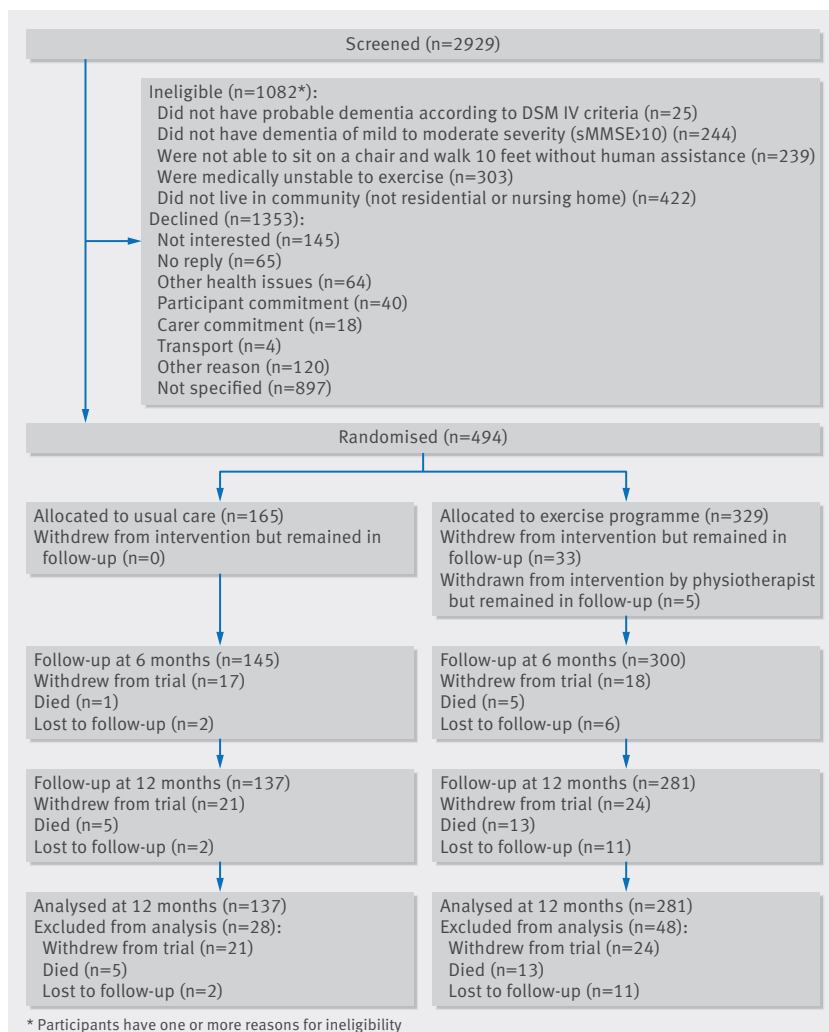 Screened (n=2929)
Ineligible (n=1082*):
Did not have probable dementia according to DSM IV criteria (n=25)
Did not have dementia of mild to moderate severity (sMMSE>10) (n=244)
Were not able to sit on a chair and walk 10 feet without human assistance (n=239)
Were medically unstable to exercise (n=303)
Did not live in community (not residential or nursing home) (n=422)
Declined (n=1353):
Not interested (n=145)
No reply (n=65)
Other health issues (n=64)
Participant commitment (n=40)
Carer commitment (n=18)
Transport (n=4)
Other reason (n=120)
Not specified (n=897)
Randomised (n=494)
Allocated to usual care (n=165)
Withdrew from intervention but remained in
follow-up (n=0)
Allocated to exercise programme (n=329)
Withdrew from intervention but remained in
follow-up (n=33)
Withdrawn from intervention by physiotherapist
but remained in follow-up (n=5)
Follow-up at 6 months (n=145)
Withdrew from trial (n=17)
Died (n=1)
Lost to follow-up (n=2)
Follow-up at 6 months (n=300)
Withdrew from trial (n=18)
Died (n=5)
Lost to follow-up (n=6)
Follow-up at 12 months (n=137)
Withdrew from trial (n=21)
Died (n=5)
Lost to follow-up (n=2)
Follow-up at 12 months (n=281)
Withdrew from trial (n=24)
Died (n=13)
Lost to follow-up (n=11)
Analysed at 12 months (n=137)
Excluded from analysis (n=28):
Withdrew from trial (n=21)
Died (n=5)
Lost to follow-up (n=2)
Analysed at 12 months (n=281)
Excluded from analysis (n=48):
Withdrew from trial (n=24)
Died (n=13)
Lost to follow-up (n=11)
* Participants have one or more reasons for ineligibility